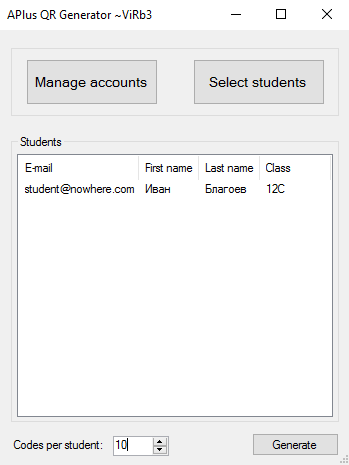 APlus QR Generator ~ViRb3
Manage accounts Select students
Students
E-mail First name Last name Class
student@nowhere.com Иван Благоев 12С
Codes per student: 10 Generate